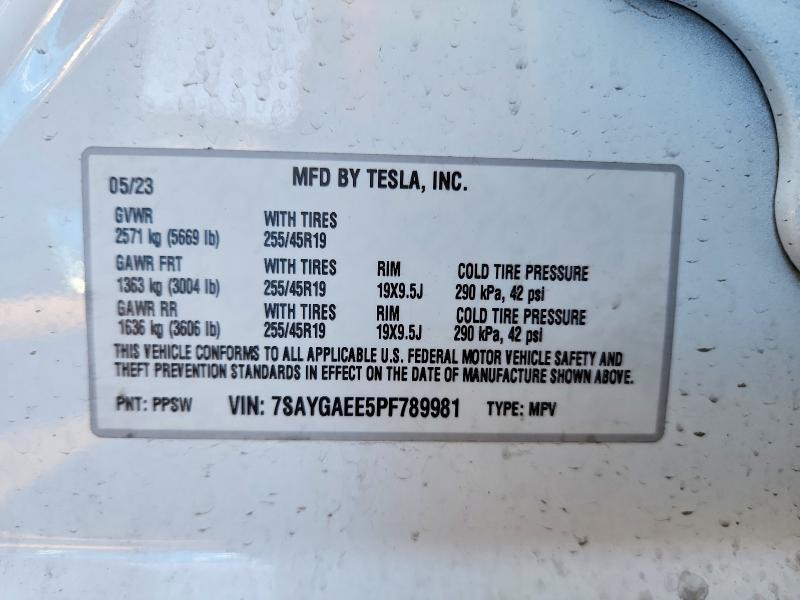 05/23 MFD BY TESLA, INC.
GVWR WITH TIRES
2571 kg (5669 lb) 255/45R19
GAWR FRT WITH TIRES RIM COLD TIRE PRESSURE
1363 kg (3004 lb) 255/45R19 19X9.5J 290 kPa, 42 psi
GAWR RR WITH TIRES RIM COLD TIRE PRESSURE
1636 kg (3606 lb) 255/45R19 19X9.5J 290 kPa, 42 psi
THIS VEHICLE CONFORMS TO ALL APPLICABLE U.S. FEDERAL MOTOR VEHICLE SAFETY AND
THEFT PREVENTION STANDARDS IN EFFECT ON THE DATE OF MANUFACTURE SHOWN ABOVE.
PNT: PPSW VIN: 7SAYGAEE5PF789981 TYPE: MPV